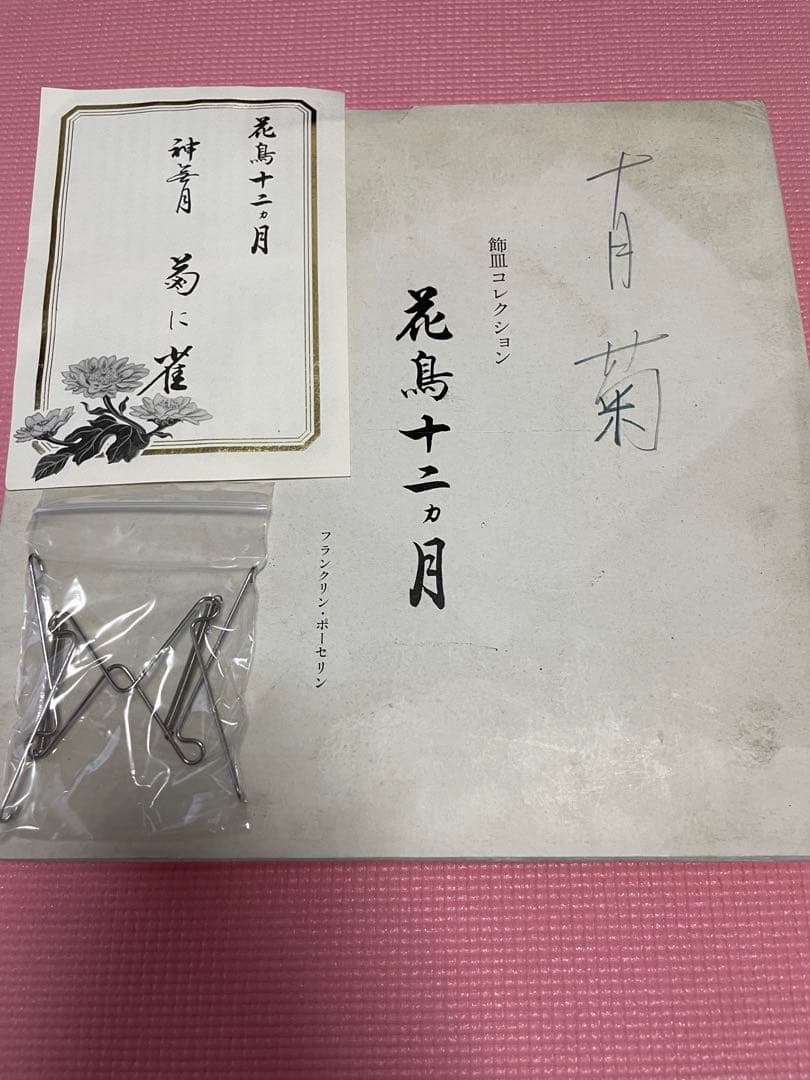 花鳥十二ヵ月
神無月
菊に雀
十月
菊
飾皿コレクション
花鳥十二ヵ月
フランクリン・ポーセリン